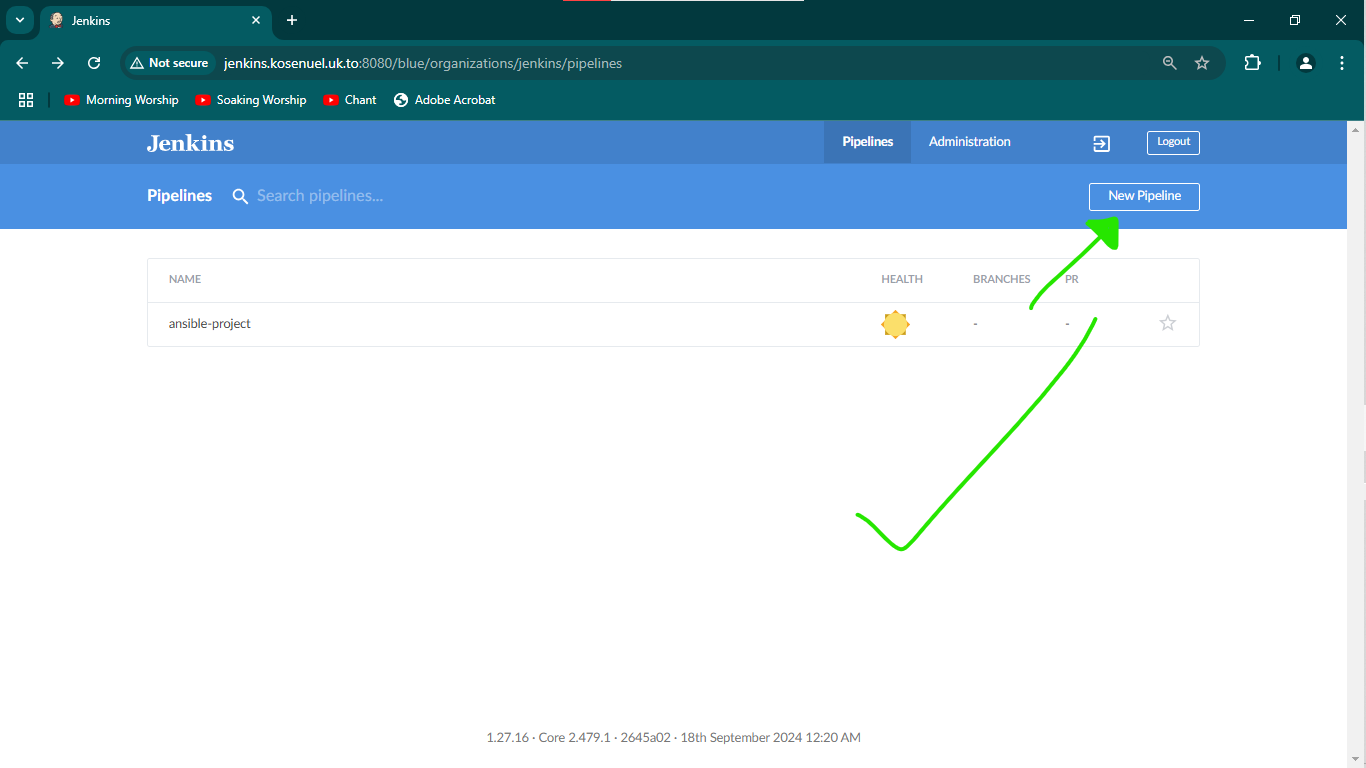 Jenkins
Not secure jenkins.kosenuel.uk.to:8080/blue/organizations/jenkins/pipelines
Morning Worship Soaking Worship Chant Adobe Acrobat
Jenkins Pipelines Administration Logout
Pipelines Search pipelines... New Pipeline
NAME HEALTH BRANCHES PR
ansible-project - -
1.27.16 · Core 2.479.1 · 2645a02 · 18th September 2024 12:20 AM